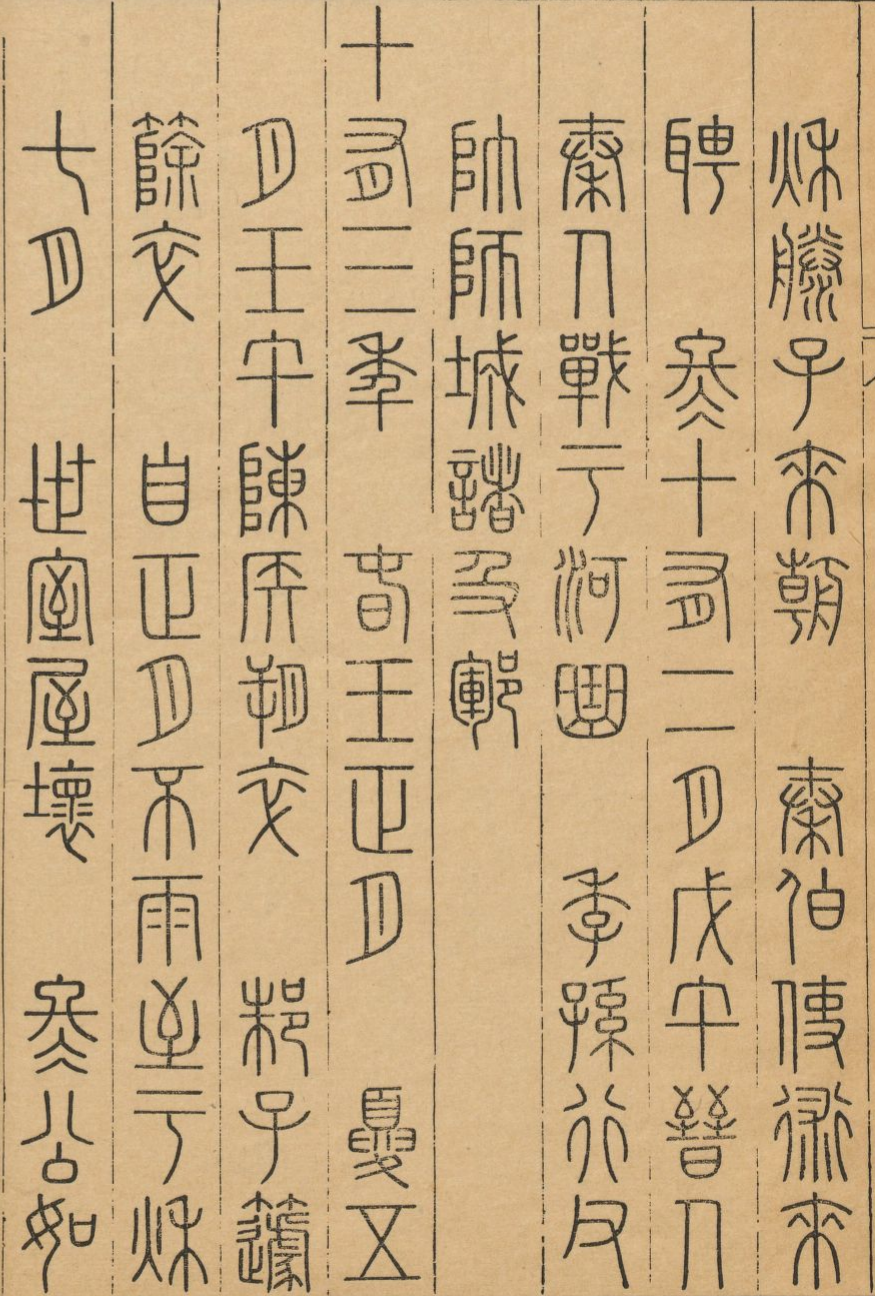 秋滕子來朝　秦伯使術來
聘　冬十有二月戊午晉人
秦人戰于河曲　季孫行父
帥師城諸及鄆
十有三年　春王正月　夏五
月壬午陳侯朔卒　邾子蘧
篨卒　自正月不雨至于秋
七月　世室屋壞　冬公如